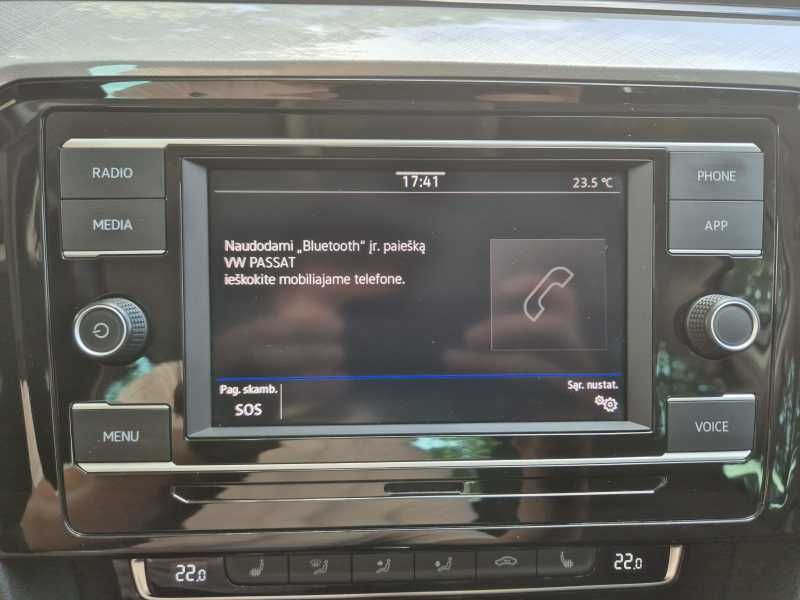 17:41
23.5 °C
RADIO
PHONE
MEDIA
APP
Naudodami „Bluetooth“ įr. paiešką
VW PASSAT
ieškokite mobiliajame telefone.
Pag. skamb.
Sąr. nustat.
SOS
MENU
VOICE
22.0
22.0